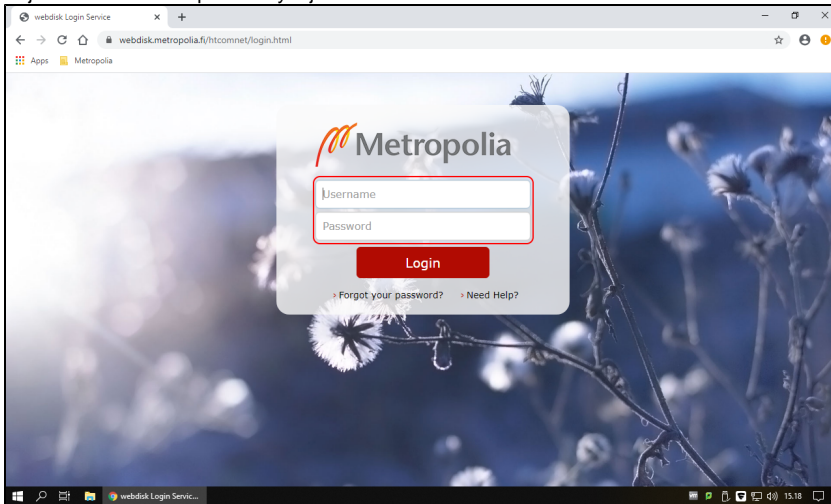 webdisk Login Service
webdisk.metropolia.fi/htcomnet/login.html
Apps
Metropolia
Metropolia
Username
Password
Login
› Forgot your password? › Need Help?
webdisk Login Servic...
15.18